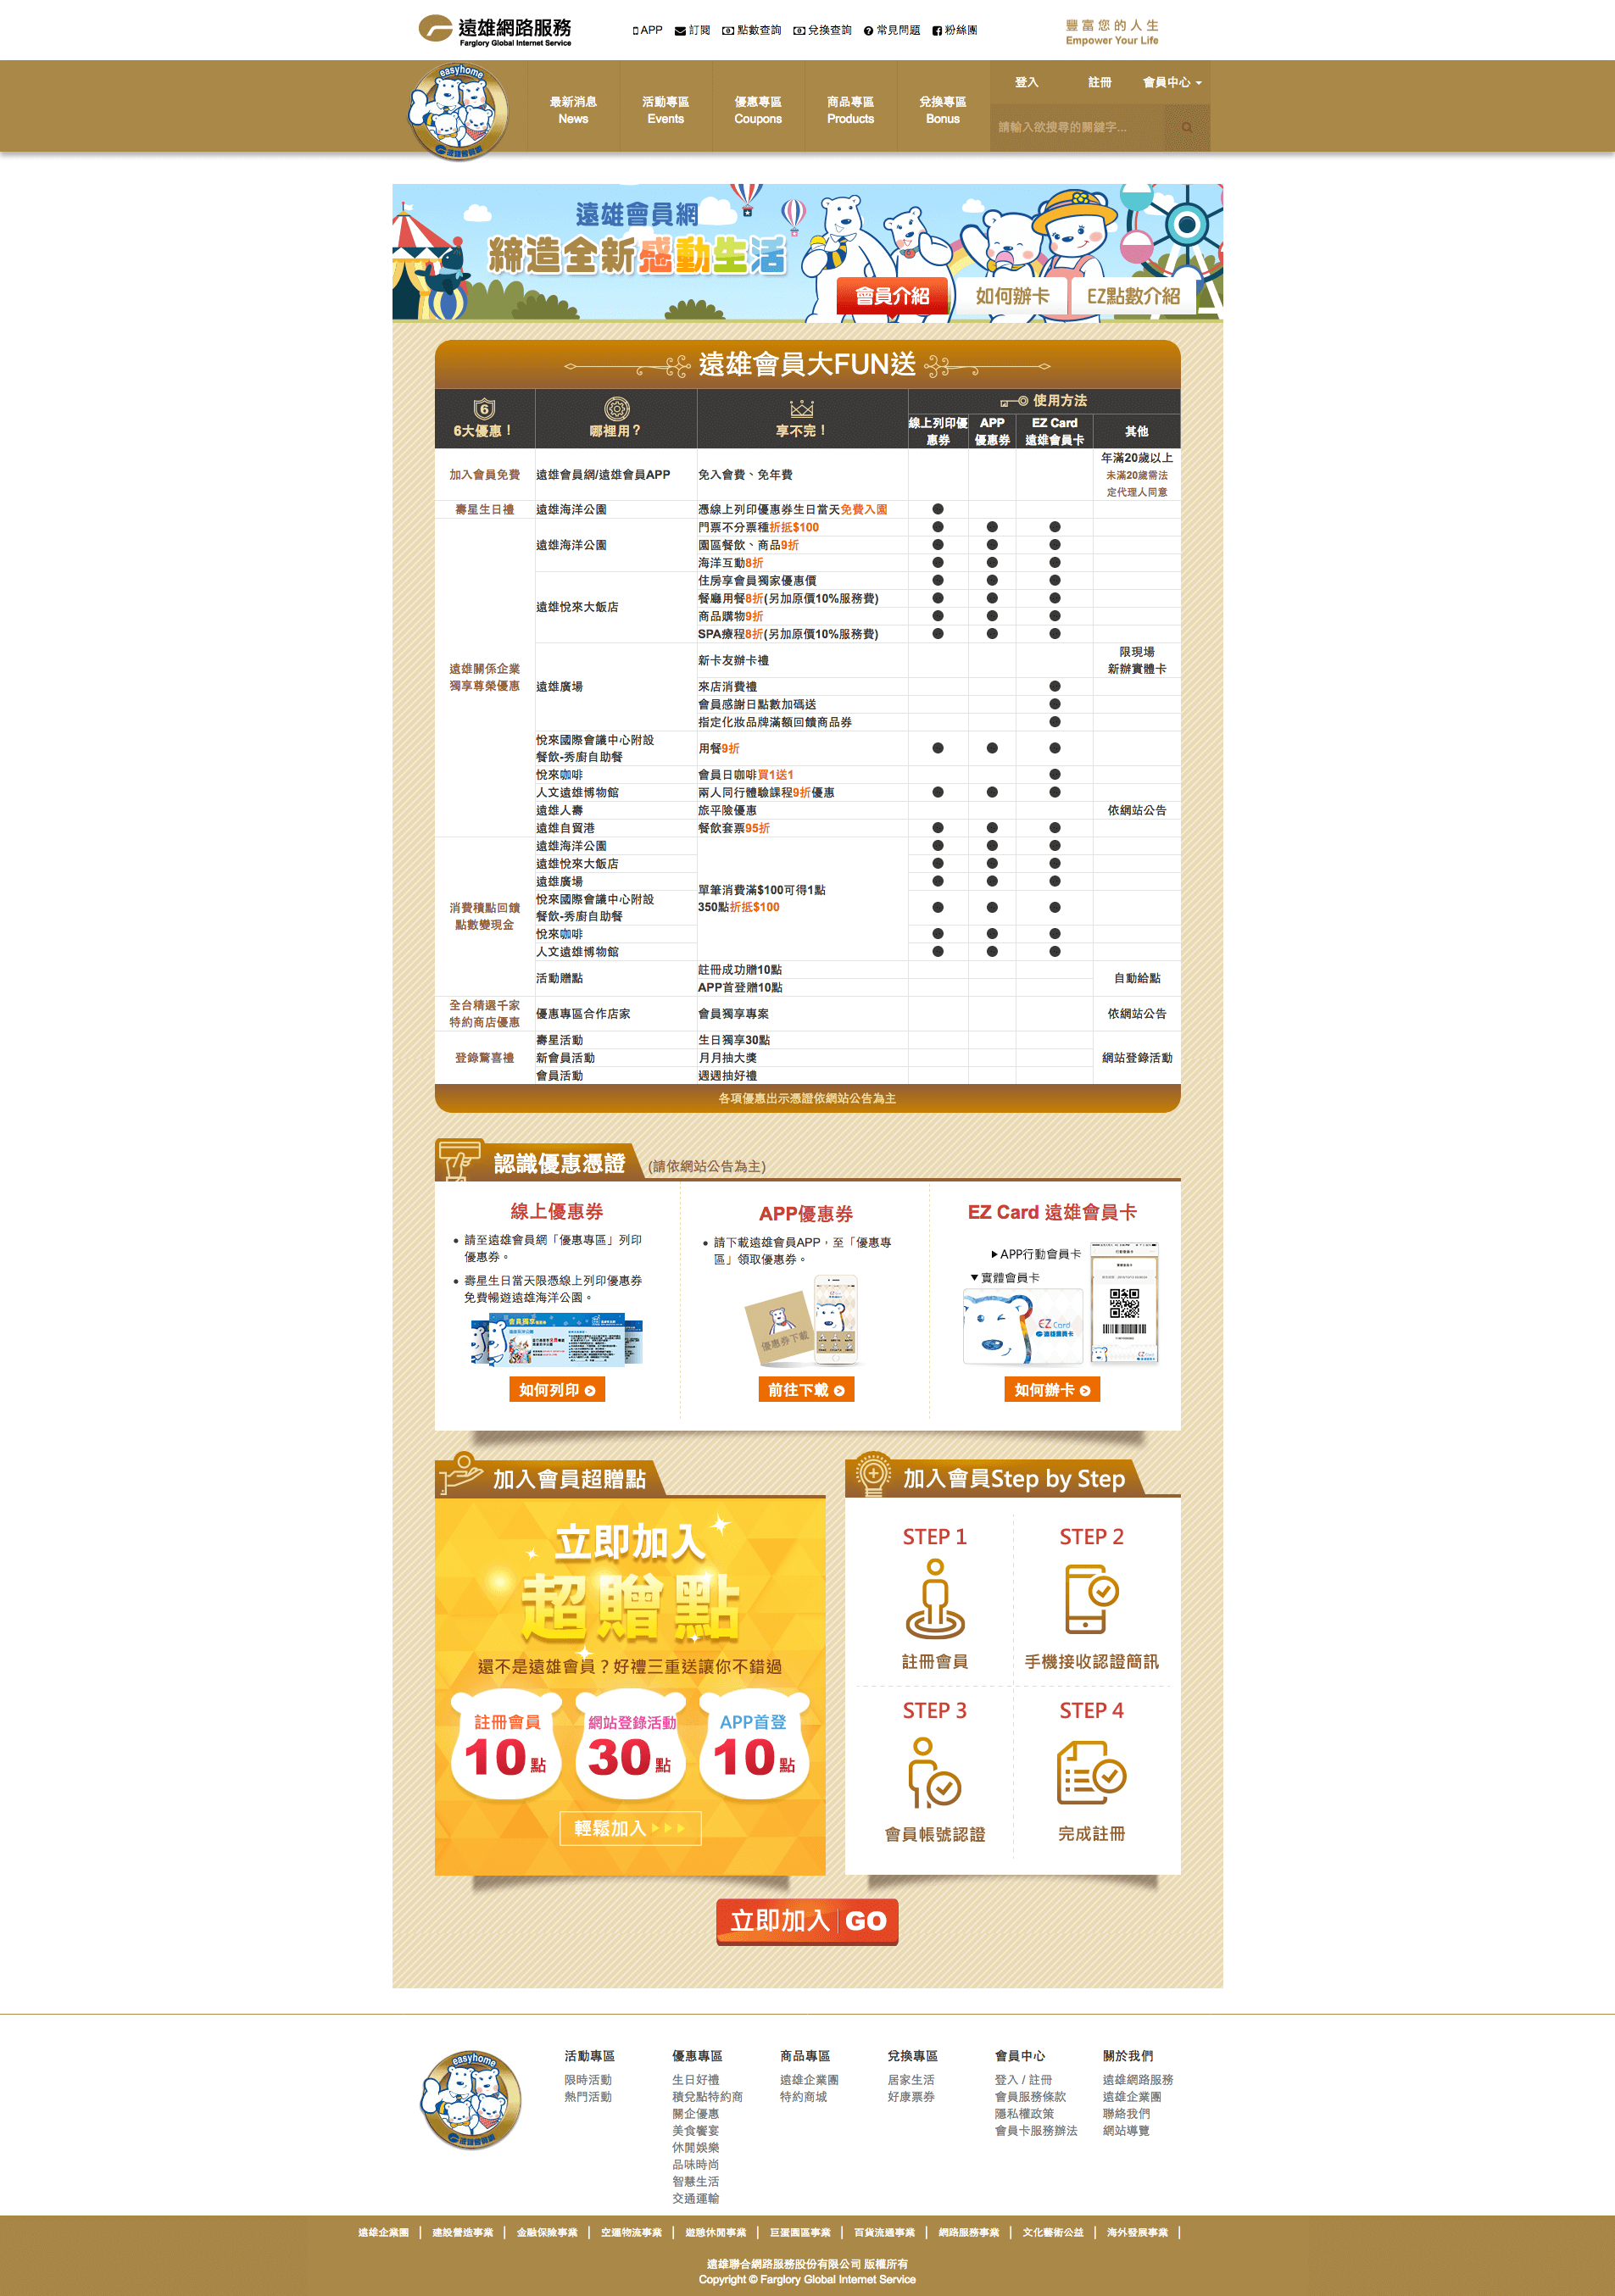 遠雄網路服務
Farglory Global Internet Service
APP 訂閱 點數查詢 兌換查詢 常見問題 粉絲團
豐富您的人生
Empower Your Life
easyhome
遠雄會員網
最新消息
News
活動專區
Events
優惠專區
Coupons
商品專區
Products
兌換專區
Bonus
登入 註冊 會員中心
請輸入欲搜尋的關鍵字...
遠雄會員網
締造全新感動生活
會員介紹 如何辦卡 EZ點數介紹
遠雄會員大FUN送
6
6大優惠！ 哪裡用？ 享不完！ 使用方法
線上列印優惠券 APP優惠券 EZ Card遠雄會員卡 其他
加入會員免費 遠雄會員網/遠雄會員APP 免入會費、免年費
年滿20歲以上
未滿20歲需法
定代理人同意
壽星生日禮 遠雄海洋公園 憑線上列印優惠券生日當天免費入園 ●
遠雄關係企業
獨享尊榮優惠
遠雄海洋公園
門票不分票種折抵$100 ● ● ●
園區餐飲、商品9折 ● ● ●
海洋互動8折 ● ● ●
遠雄悅來大飯店
住房享會員獨家優惠價 ● ● ●
餐廳用餐8折(另加原價10%服務費) ● ● ●
商品購物9折 ● ● ●
SPA療程8折(另加原價10%服務費) ● ● ●
遠雄廣場
新卡友辦卡禮
限現場
新辦實體卡
來店消費禮 ●
會員感謝日點數加碼送 ●
指定化妝品牌滿額回饋商品券 ●
悅來國際會議中心附設
餐飲-秀廚自助餐
用餐9折 ● ● ●
悅來咖啡 會員日咖啡買1送1 ●
人文遠雄博物館 兩人同行體驗課程9折優惠 ● ● ●
遠雄人壽 旅平險優惠 依網站公告
遠雄自貿港 餐飲套票95折 ● ● ●
消費積點回饋
點數變現金
遠雄海洋公園 ● ● ●
遠雄悅來大飯店 ● ● ●
遠雄廣場 ● ● ●
單筆消費滿$100可得1點
350點折抵$100
悅來國際會議中心附設
餐飲-秀廚自助餐 ● ● ●
悅來咖啡 ● ● ●
人文遠雄博物館 ● ● ●
活動贈點
註冊成功贈10點
APP首登贈10點
自動給點
全台精選千家
特約商店優惠
優惠專區合作店家 會員獨享專案 依網站公告
登錄驚喜禮
壽星活動 生日獨享30點
新會員活動 月月抽大獎
會員活動 週週抽好禮
網站登錄活動
各項優惠出示憑證依網站公告為主
認識優惠憑證 (請依網站公告為主)
線上優惠券
• 請至遠雄會員網「優惠專區」列印
優惠券。
• 壽星生日當天限憑線上列印優惠券
免費暢遊遠雄海洋公園。
會員獨享
如何列印
APP優惠券
• 請下載遠雄會員APP，至「優惠專
區」領取優惠券。
優惠券下載
前往下載
EZ Card 遠雄會員卡
▶APP行動會員卡
▼實體會員卡
EZ Card
遠雄會員卡
如何辦卡
加入會員超贈點
立即加入
超贈點
還不是遠雄會員？好禮三重送讓你不錯過
註冊會員
10點
網站登錄活動
30點
APP首登
10點
輕鬆加入
加入會員Step by Step
STEP 1
註冊會員
STEP 2
手機接收認證簡訊
STEP 3
會員帳號認證
STEP 4
完成註冊
立即加入 GO
easyhome
遠雄會員網
活動專區
限時活動
熱門活動
優惠專區
生日好禮
積兌點特約商
關企優惠
美食饗宴
休閒娛樂
品味時尚
智慧生活
交通運輸
商品專區
遠雄企業團
特約商城
兌換專區
居家生活
好康票券
會員中心
登入 / 註冊
會員服務條款
隱私權政策
會員卡服務辦法
關於我們
遠雄網路服務
遠雄企業團
聯絡我們
網站導覽
遠雄企業團 | 建設營造事業 | 金融保險事業 | 空運物流事業 | 遊憩休閒事業 | 巨蛋園區事業 | 百貨流通事業 | 網路服務事業 | 文化藝術公益 | 海外發展事業 |
遠雄聯合網路服務股份有限公司 版權所有
Copyright © Farglory Global Internet Service